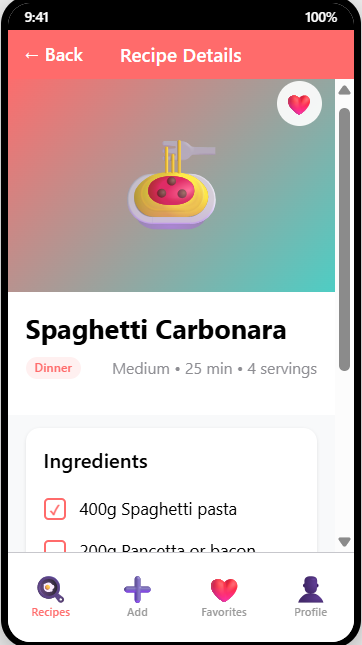 9:41 100%
← Back Recipe Details
Spaghetti Carbonara
Dinner Medium • 25 min • 4 servings
Ingredients
400g Spaghetti pasta
200g Pancetta or bacon
Recipes Add Favorites Profile